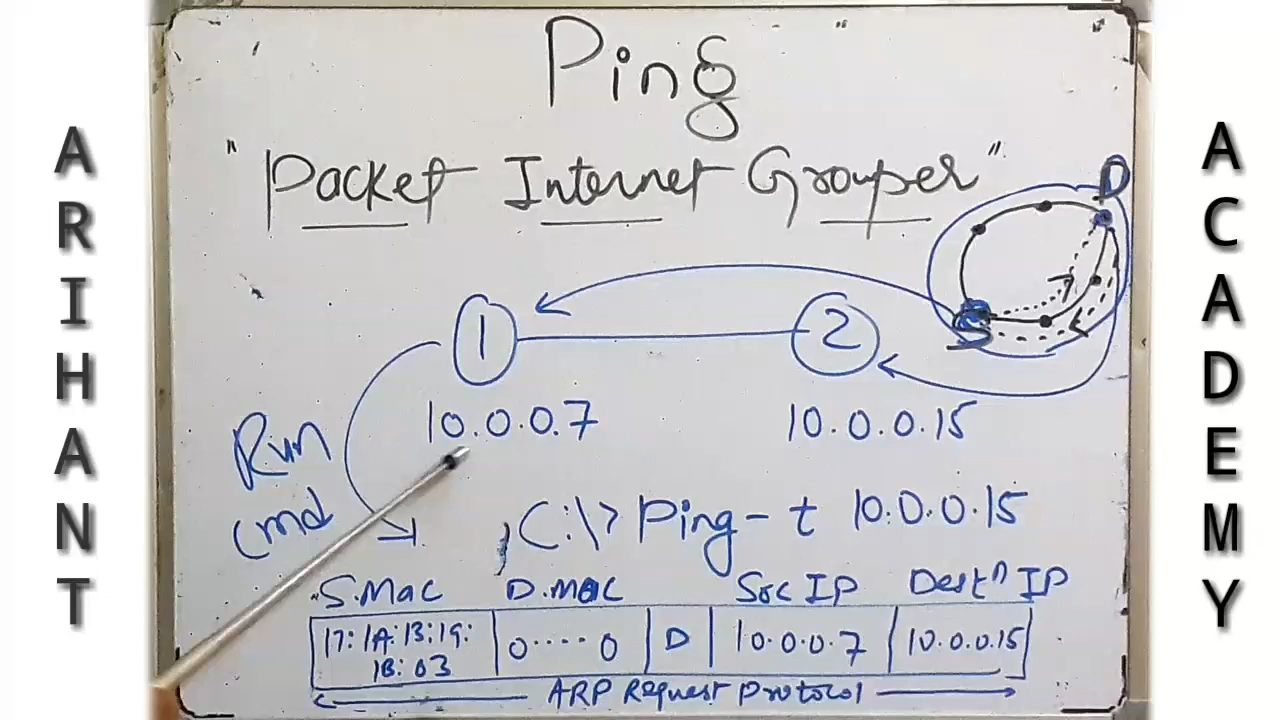 ARIHANT
Ping
"Packet Internet Grouper"
D
S
1
2
10.0.0.7
10.0.0.15
Run
cmd
C:\> Ping - t 10.0.0.15
S.Mac D.Mac Src IP Destn IP
17:1A:13:19:
1B:03
0....0
D
10.0.0.7
10.0.0.15
ARP Request Protocol
ACADEMY